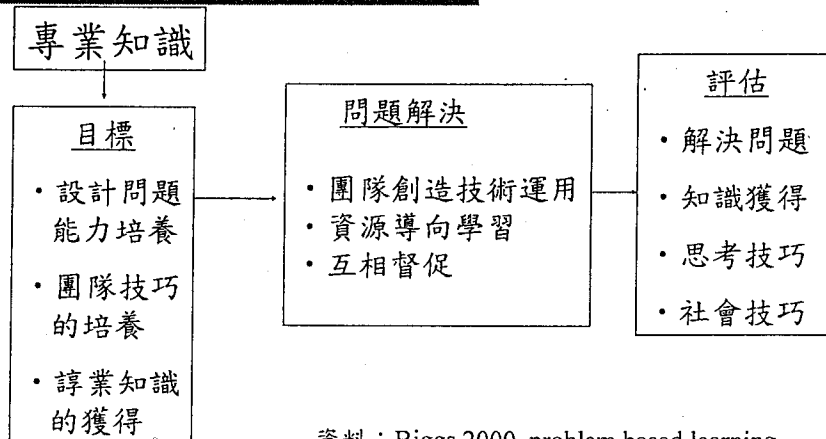 專業知識
目標
・設計問題
能力培養
・團隊技巧
的培養
・諄業知識
的獲得
問題解決
・團隊創造技術運用
・資源導向學習
・互相督促
評估
・解決問題
・知識獲得
・思考技巧
・社會技巧
資料：Biggs 2000, problem based learning